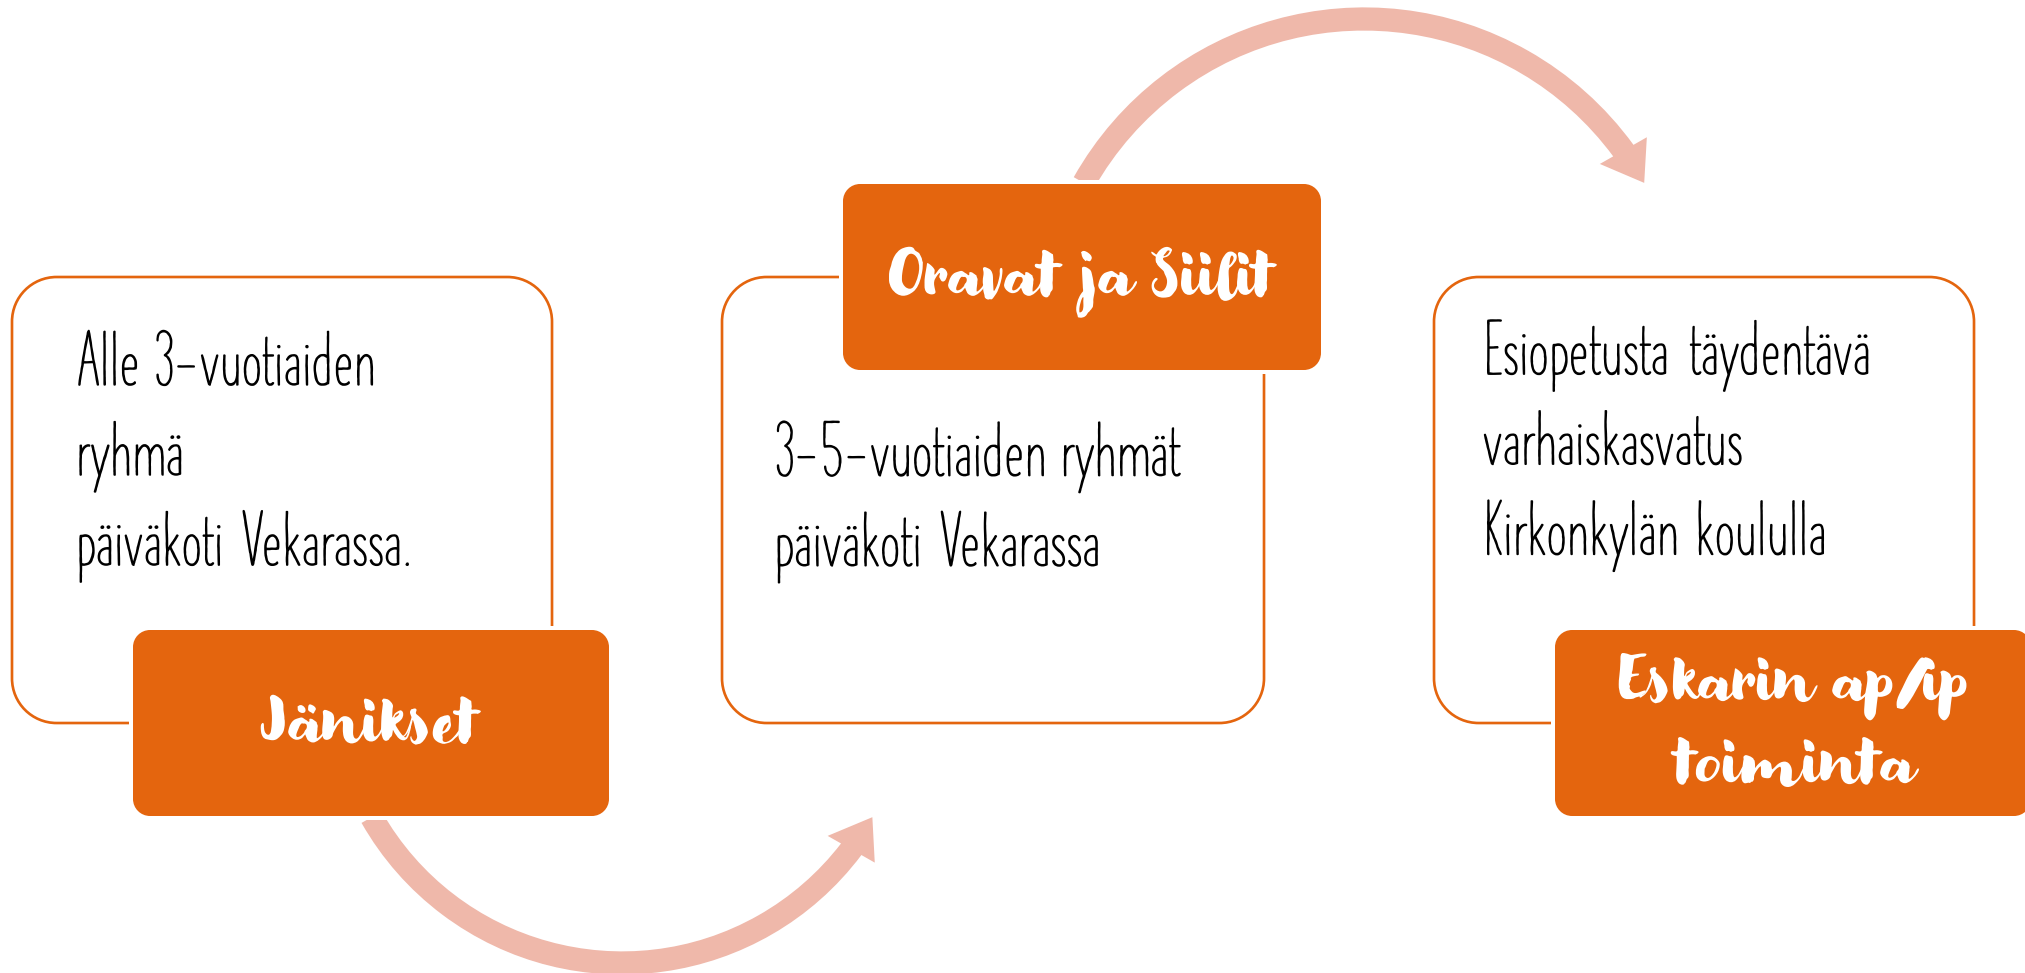 Alle 3-vuotiaiden
ryhmä
päiväkoti Vekarassa.
Jänikset
Oravat ja Siilit
3-5-vuotiaiden ryhmät
päiväkoti Vekarassa
Esiopetusta täydentävä
varhaiskasvatus
Kirkonkylän koululla
Eskarin ap/ip
toiminta